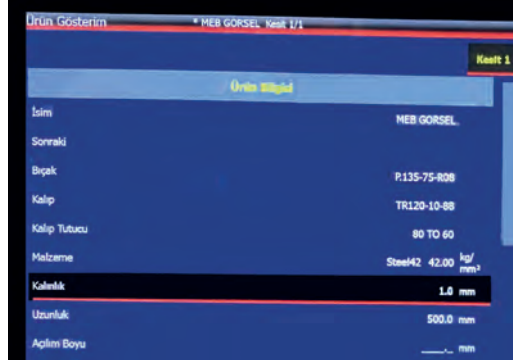 Ürün Gösterim * MEB GORSEL Kesit 1/1
Kesit 1
Ürün Bilgisi
İsim MEB GORSEL
Sonraki
Bıçak P.135-75-R08
Kalıp TR120-10-88
Kalıp Tutucu 80 TO 60
Malzeme Steel42 42.00 kg/mm²
Kalınlık 1.0 mm
Uzunluk 500.0 mm
Açılım Boyu ____._ mm